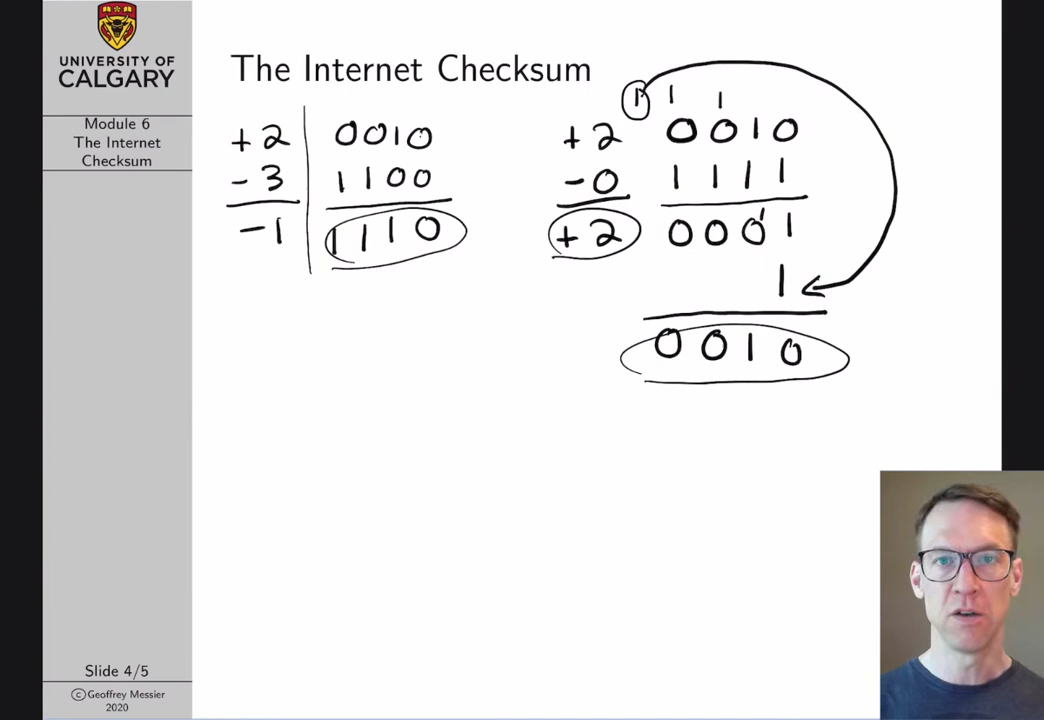 UNIVERSITY OF
CALGARY
Module 6
The Internet
Checksum
Slide 4/5
©Geoffrey Messier
2020
The Internet Checksum
+2 0010
-3 1100
-1 1110
1 1 1
+2 0010
-0 1111
1
+2 0001
1
0010